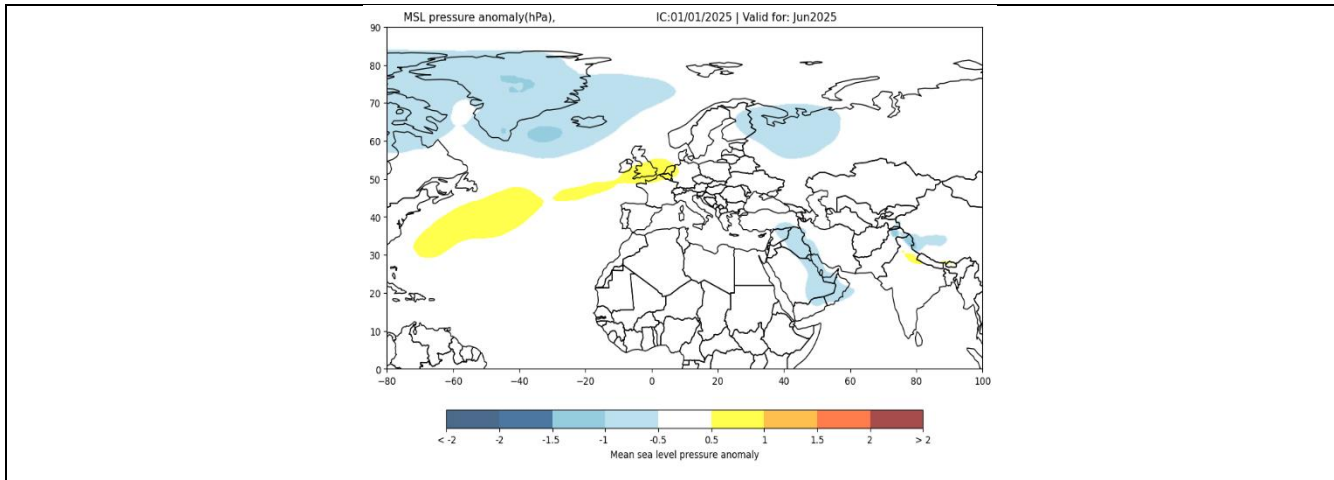 MSL pressure anomaly(hPa), IC:01/01/2025 | Valid for: Jun2025
90
80
70
60
50
40
30
20
10
0
−80 −60 −40 −20 0 20 40 60 80 100
< -2 -2 -1.5 -1 -0.5 0.5 1 1.5 2 > 2
Mean sea level pressure anomaly